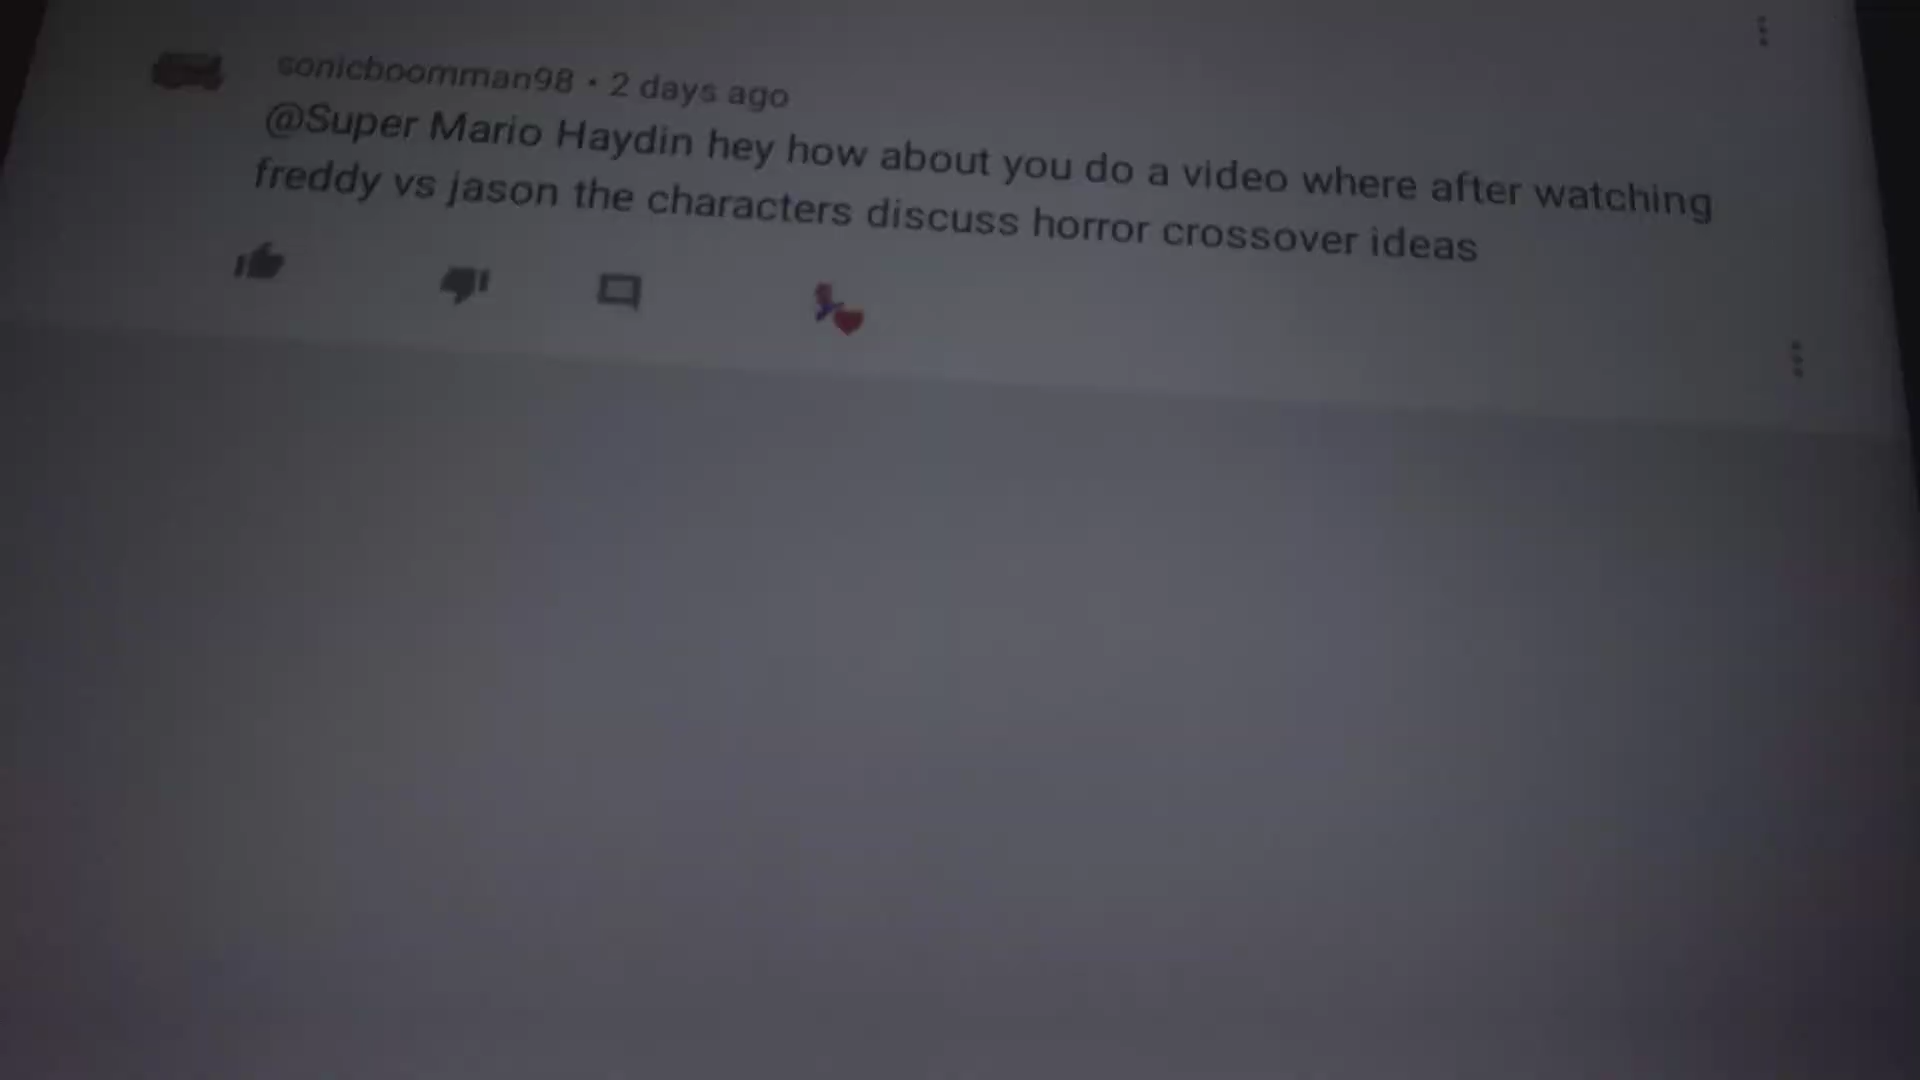 sonicboomman98 • 2 days ago
@Super Mario Haydin hey how about you do a video where after watching
freddy vs jason the characters discuss horror crossover ideas